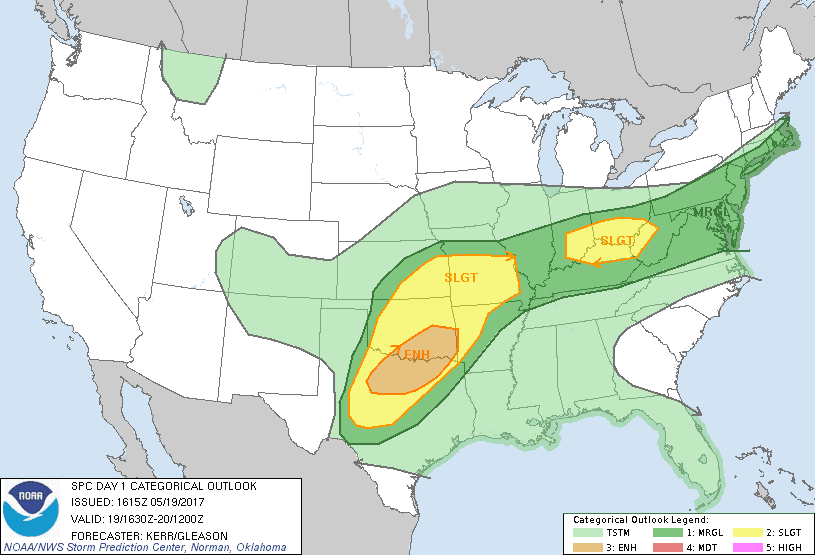 MRGL
SLGT
SLGT
ENH
NOAA
SPC DAY 1 CATEGORICAL OUTLOOK
ISSUED: 1615Z 05/19/2017
VALID: 19/1630Z-20/1200Z
FORECASTER: KERR/GLEASON
NOAA/NWS Storm Prediction Center, Norman, Oklahoma
Categorical Outlook Legend:
TSTM 1: MRGL 2: SLGT
3: ENH 4: MDT 5: HIGH